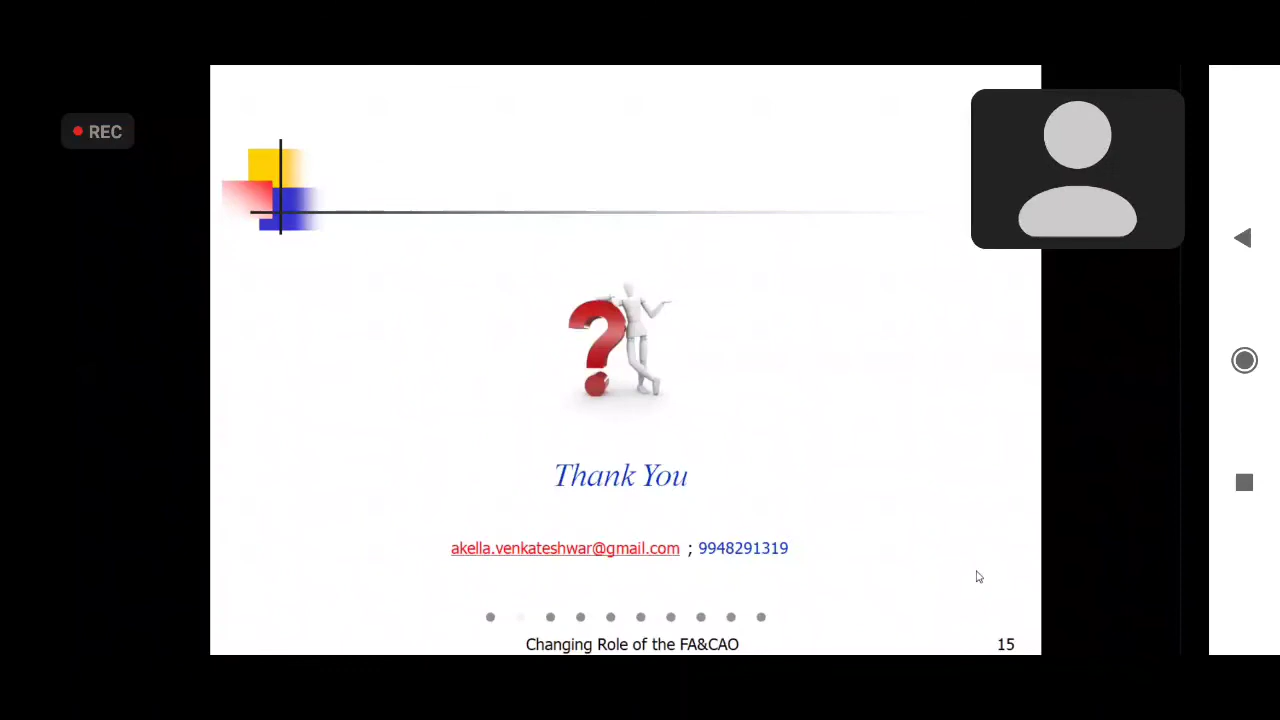 REC
?
Thank You
akella.venkateshwar@gmail.com ; 9948291319
Changing Role of the FA&CAO 15